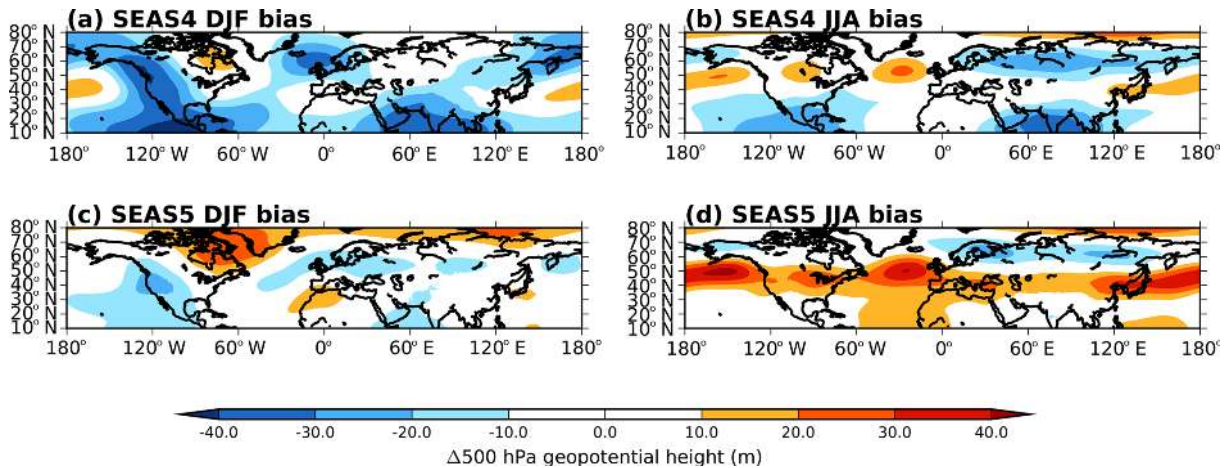 (a) SEAS4 DJF bias
80° N
70° N
60° N
50° N
40° N
30° N
20° N
10° N
180° 120° W 60° W 0° 60° E 120° E 180°
(b) SEAS4 JJA bias
80° N
70° N
60° N
50° N
40° N
30° N
20° N
10° N
180° 120° W 60° W 0° 60° E 120° E 180°
(c) SEAS5 DJF bias
80° N
70° N
60° N
50° N
40° N
30° N
20° N
10° N
180° 120° W 60° W 0° 60° E 120° E 180°
(d) SEAS5 JJA bias
80° N
70° N
60° N
50° N
40° N
30° N
20° N
10° N
180° 120° W 60° W 0° 60° E 120° E 180°
-40.0 -30.0 -20.0 -10.0 0.0 10.0 20.0 30.0 40.0
Δ500 hPa geopotential height (m)